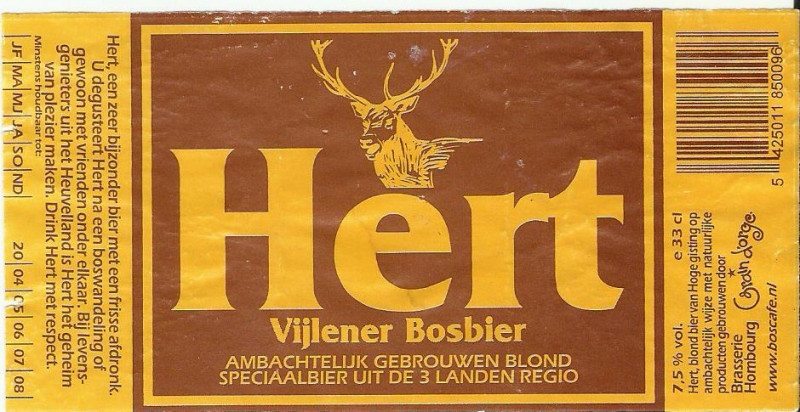 Hert, een zeer bijzonder bier met een frisse afdronk.
U degusteert Hert na een boswandeling of
gewoon met vrienden onder elkaar. Bij levens-
genieters uit het Heuvelland is Hert het geheim
van plezier maken. Drink Hert met respect.
Minstens houdbaar tot:
JF|MA|MJ|JA|SO|ND| 20|04|05|06|07|08|
Hert
Vijlener Bosbier
AMBACHTELIJK GEBROUWEN BLOND
SPECIAALBIER UIT DE 3 LANDEN REGIO
5 425011 850096
7,5 % vol. e 33 cl
Hert, blond bier van Hoge gisting op
ambachtelijk wijze met natuurlijke
producten gebrouwen door
Brasserie
Hombourg
Grain d'orge
www.boscafe.nl